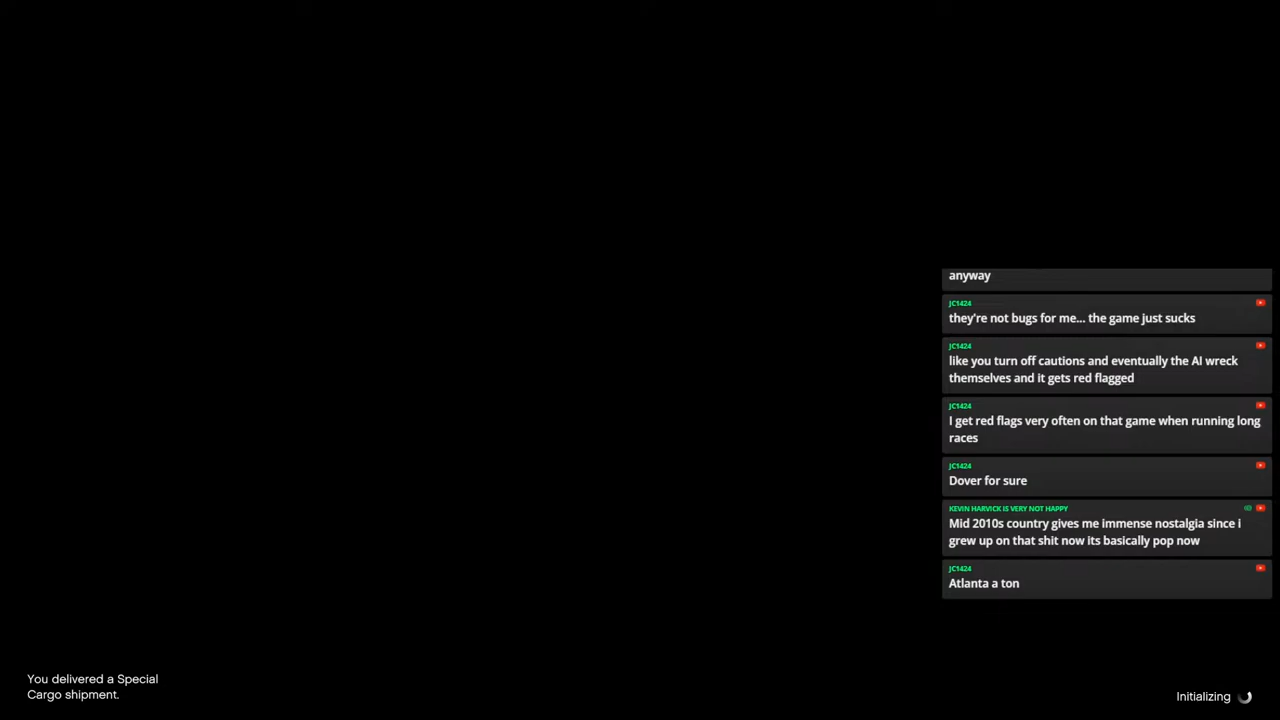 anyway
JC1424
they're not bugs for me... the game just sucks
JC1424
like you turn off cautions and eventually the AI wreck
themselves and it gets red flagged
JC1424
I get red flags very often on that game when running long
races
JC1424
Dover for sure
KEVIN HARVICK IS VERY NOT HAPPY
Mid 2010s country gives me immense nostalgia since i
grew up on that shit now its basically pop now
JC1424
Atlanta a ton
You delivered a Special
Cargo shipment.
Initializing